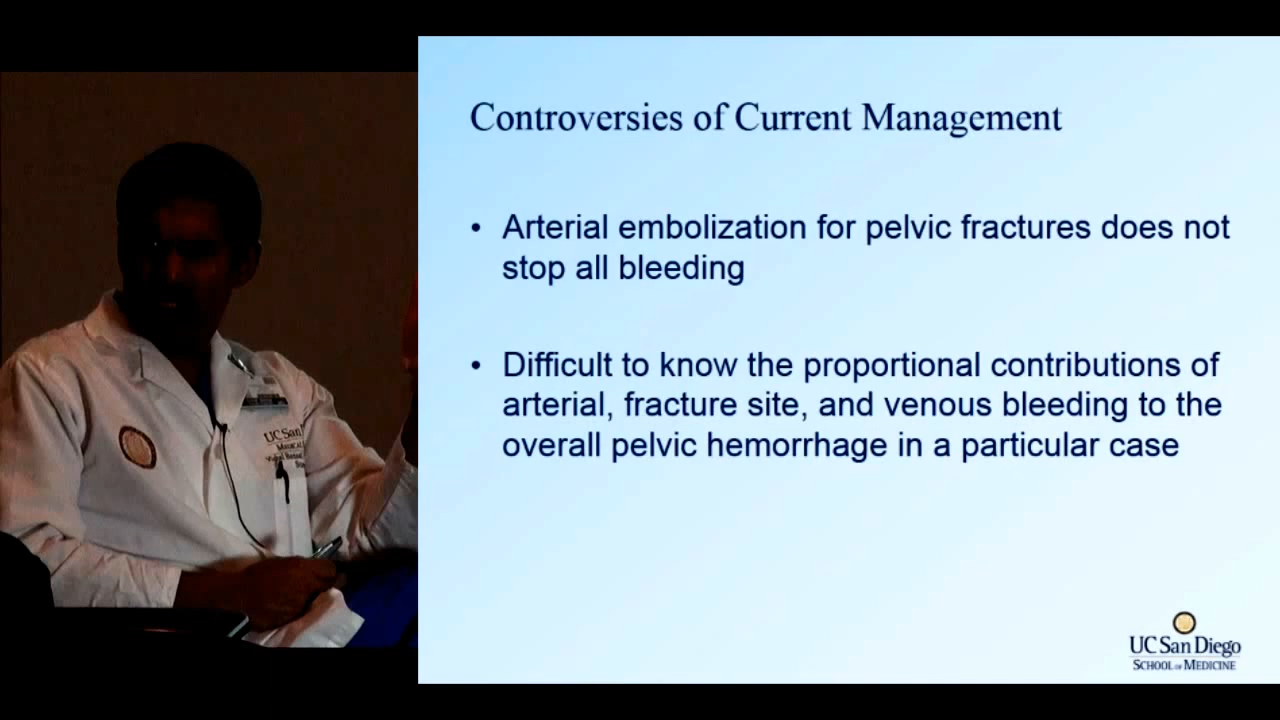 Controversies of Current Management
• Arterial embolization for pelvic fractures does not
stop all bleeding
• Difficult to know the proportional contributions of
arterial, fracture site, and venous bleeding to the
overall pelvic hemorrhage in a particular case
UC San Diego
SCHOOL OF MEDICINE
UC San